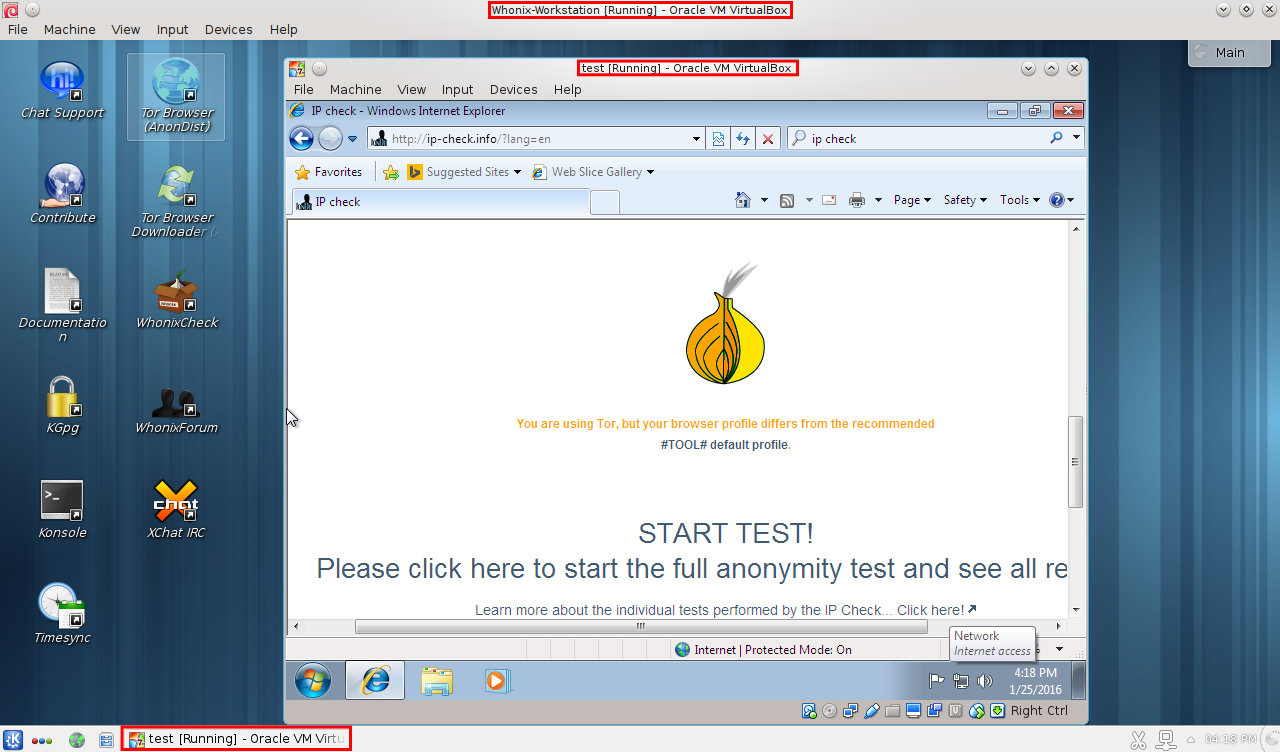 Whonix-Workstation [Running] - Oracle VM VirtualBox
File Machine View Input Devices Help
Main
Chat Support
Tor Browser
(AnonDist)
Contribute
Tor Browser
Downloader (
Documentatio
n
WhonixCheck
KGpg
WhonixForum
Konsole
XChat IRC
Timesync
test [Running] - Oracle VM VirtualBox
File Machine View Input Devices Help
IP check - Windows Internet Explorer
http://ip-check.info/?lang=en
ip check
Favorites Suggested Sites Web Slice Gallery
IP check
Page Safety Tools
You are using Tor, but your browser profile differs from the recommended
#TOOL# default profile.
START TEST!
Please click here to start the full anonymity test and see all re
Learn more about the individual tests performed by the IP Check... Click here!
Internet | Protected Mode: On
Network
Internet access
4:18 PM
1/25/2016
Right Ctrl
test [Running] - Oracle VM Virtu
04:18 PM